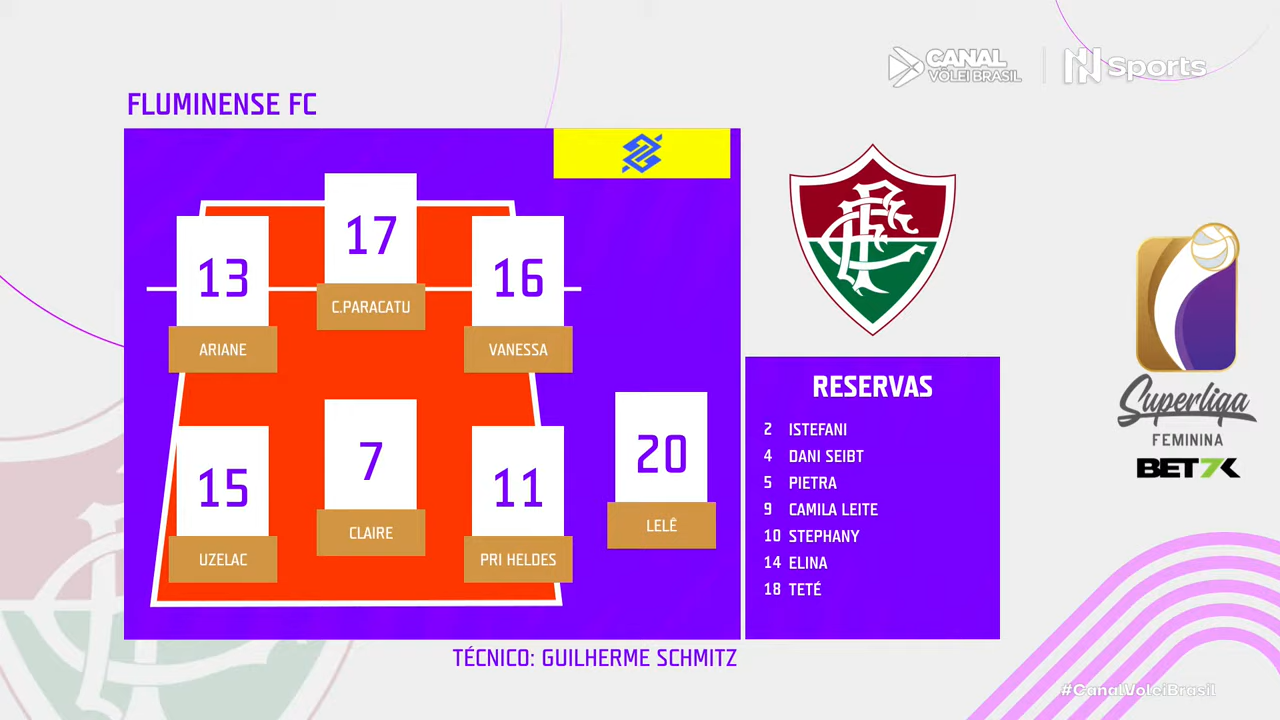 CANAL
VÔLEI BRASIL
N Sports
FLUMINENSE FC
17
13
16
C.PARACATU
ARIANE
VANESSA
7
15
11
20
CLAIRE
UZELAC
PRI HELDES
LELÊ
RESERVAS
2 ISTEFANI
4 DANI SEIBT
5 PIETRA
9 CAMILA LEITE
10 STEPHANY
14 ELINA
18 TETÉ
Superliga
FEMININA
BET7K
TÉCNICO: GUILHERME SCHMITZ
#CanalVoleiBrasil